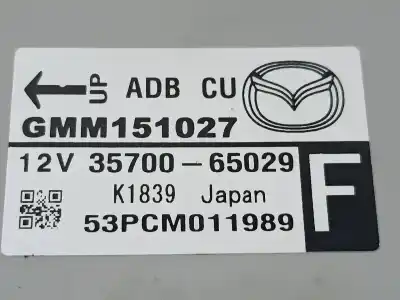 UP ADB CU
GMM151027
12V 35700-65029
F
K1839 Japan
53PCM011989